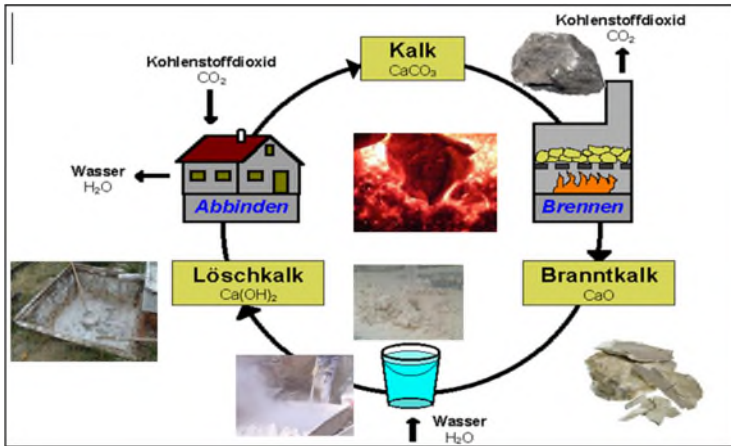 Kohlenstoffdioxid
CO₂
Kalk
CaCO₃
Kohlenstoffdioxid
CO₂
Wasser
H₂O
Abbinden
Brennen
Löschkalk
Ca(OH)₂
Branntkalk
CaO
Wasser
H₂O